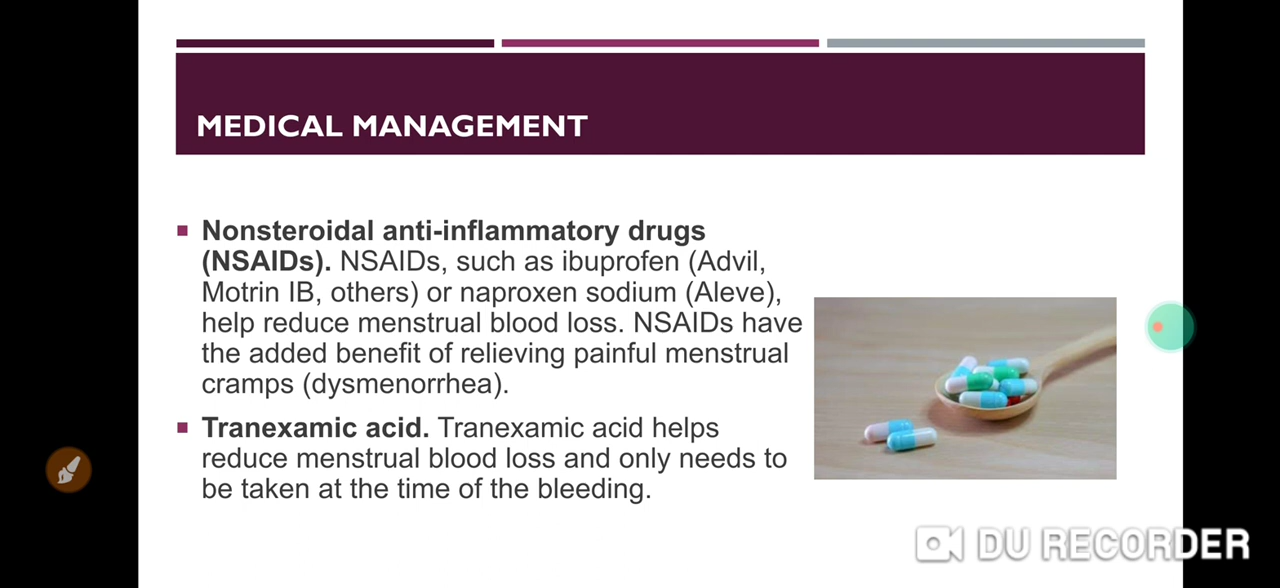 MEDICAL MANAGEMENT
Nonsteroidal anti-inflammatory drugs
(NSAIDs). NSAIDs, such as ibuprofen (Advil,
Motrin IB, others) or naproxen sodium (Aleve),
help reduce menstrual blood loss. NSAIDs have
the added benefit of relieving painful menstrual
cramps (dysmenorrhea).
Tranexamic acid. Tranexamic acid helps
reduce menstrual blood loss and only needs to
be taken at the time of the bleeding.
DU RECORDER